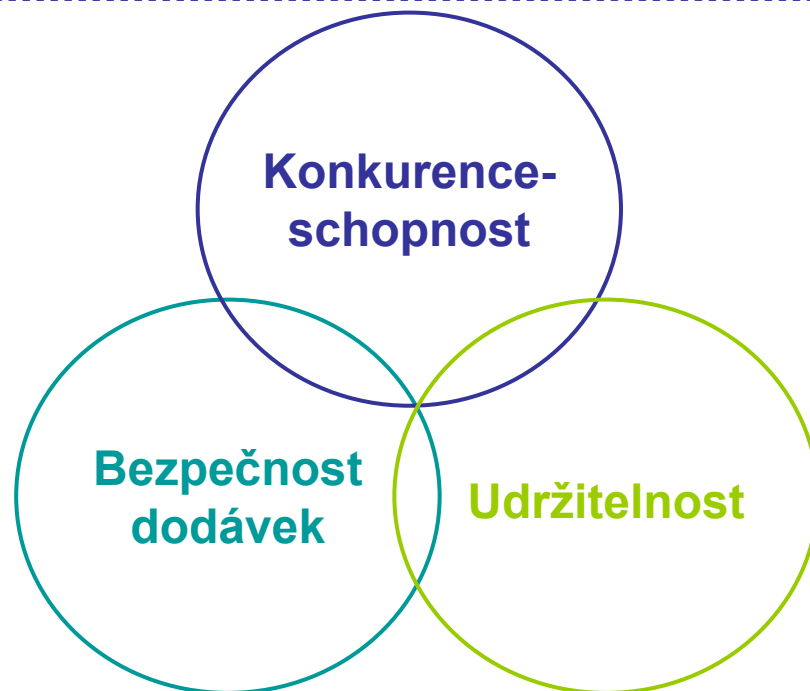 Konkurence-
schopnost
Bezpečnost
dodávek
Udržitelnost